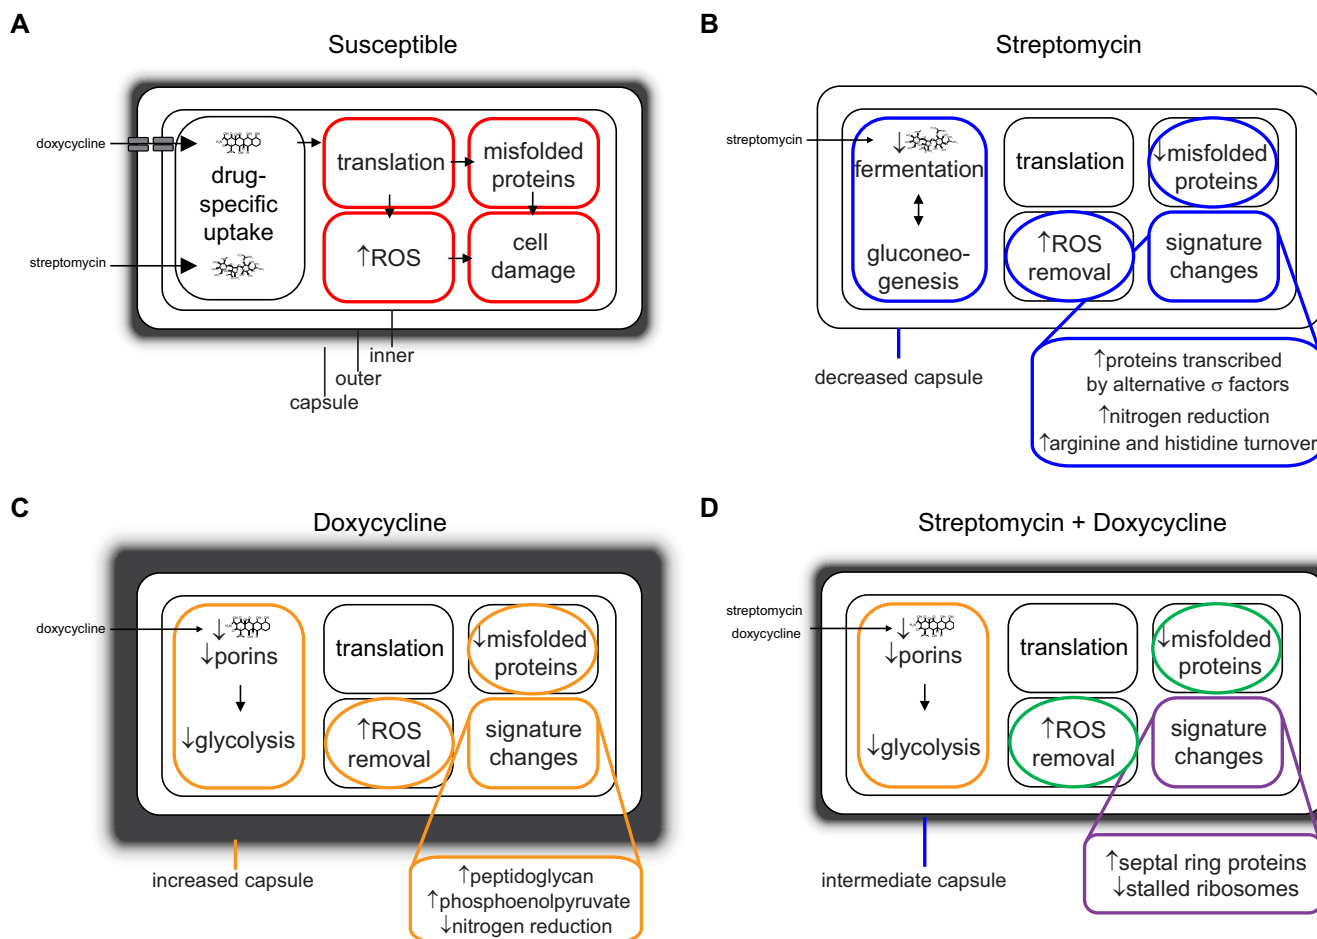 A
Susceptible
doxycycline
streptomycin
drug-
specific
uptake
translation
misfolded
proteins
↑ROS
cell
damage
inner
outer
capsule
B
Streptomycin
streptomycin
↓
fermentation
gluconeo-
genesis
translation
↓misfolded
proteins
↑ROS
removal
signature
changes
decreased capsule
↑proteins transcribed
by alternative σ factors
↑nitrogen reduction
↑arginine and histidine turnover
C
Doxycycline
doxycycline
↓
↓porins
↓glycolysis
translation
↓misfolded
proteins
↑ROS
removal
signature
changes
increased capsule
↑peptidoglycan
↑phosphoenolpyruvate
↓nitrogen reduction
D
Streptomycin + Doxycycline
streptomycin
doxycycline
↓
↓porins
↓glycolysis
translation
↓misfolded
proteins
↑ROS
removal
signature
changes
intermediate capsule
↑septal ring proteins
↓stalled ribosomes